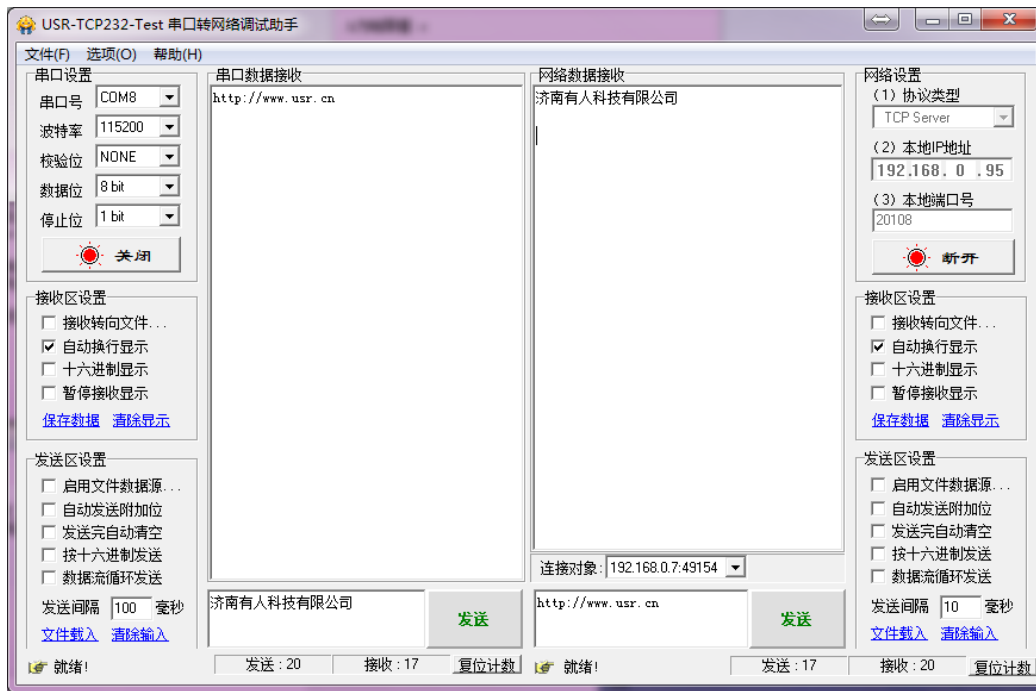 USR-TCP232-Test 串口转网络调试助手
文件(F) 选项(O) 帮助(H)
串口设置
串口号 COM8
波特率 115200
校验位 NONE
数据位 8 bit
停止位 1 bit
关闭
接收区设置
接收转向文件...
自动换行显示
十六进制显示
暂停接收显示
保存数据 清除显示
发送区设置
启用文件数据源...
自动发送附加位
发送完自动清空
按十六进制发送
数据流循环发送
发送间隔 100 毫秒
文件载入 清除输入
就绪!
串口数据接收
http://www.usr.cn
济南有人科技有限公司
发送
发送 : 20 接收 : 17 复位计数
网络数据接收
济南有人科技有限公司
连接对象: 192.168.0.7:49154
http://www.usr.cn
发送
就绪!
发送 : 17 接收 : 20 复位计数
网络设置
(1) 协议类型
TCP Server
(2) 本地IP地址
192.168. 0 .95
(3) 本地端口号
20108
断开
接收区设置
接收转向文件...
自动换行显示
十六进制显示
暂停接收显示
保存数据 清除显示
发送区设置
启用文件数据源...
自动发送附加位
发送完自动清空
按十六进制发送
数据流循环发送
发送间隔 10 毫秒
文件载入 清除输入